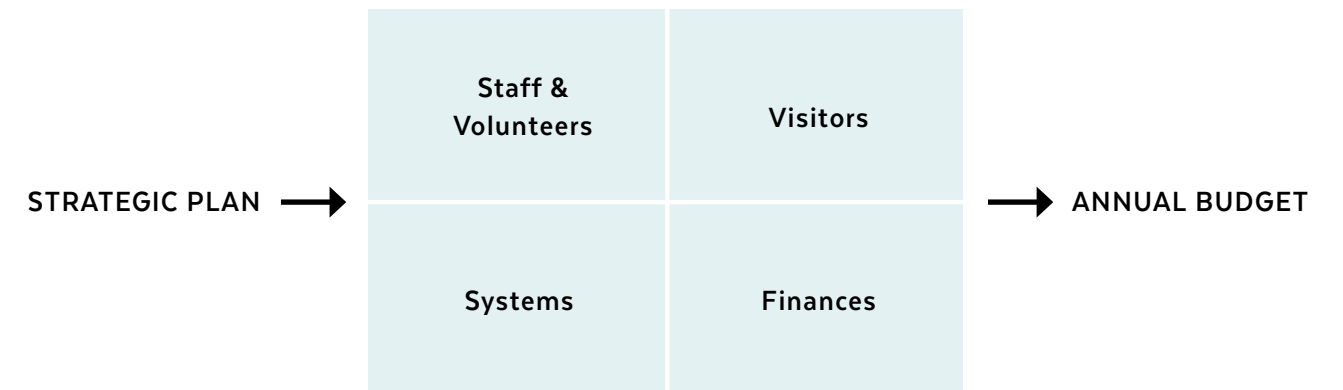 Staff &
Volunteers
Visitors
STRATEGIC PLAN
ANNUAL BUDGET
Systems
Finances